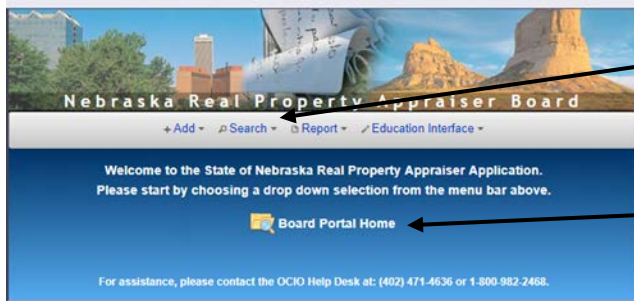 Nebraska Real Property Appraiser Board
Add Search Report Education Interface
Welcome to the State of Nebraska Real Property Appraiser Application.
Please start by choosing a drop down selection from the menu bar above.
Board Portal Home
For assistance, please contact the OCIO Help Desk at: (402) 471-4636 or 1-800-982-2468.